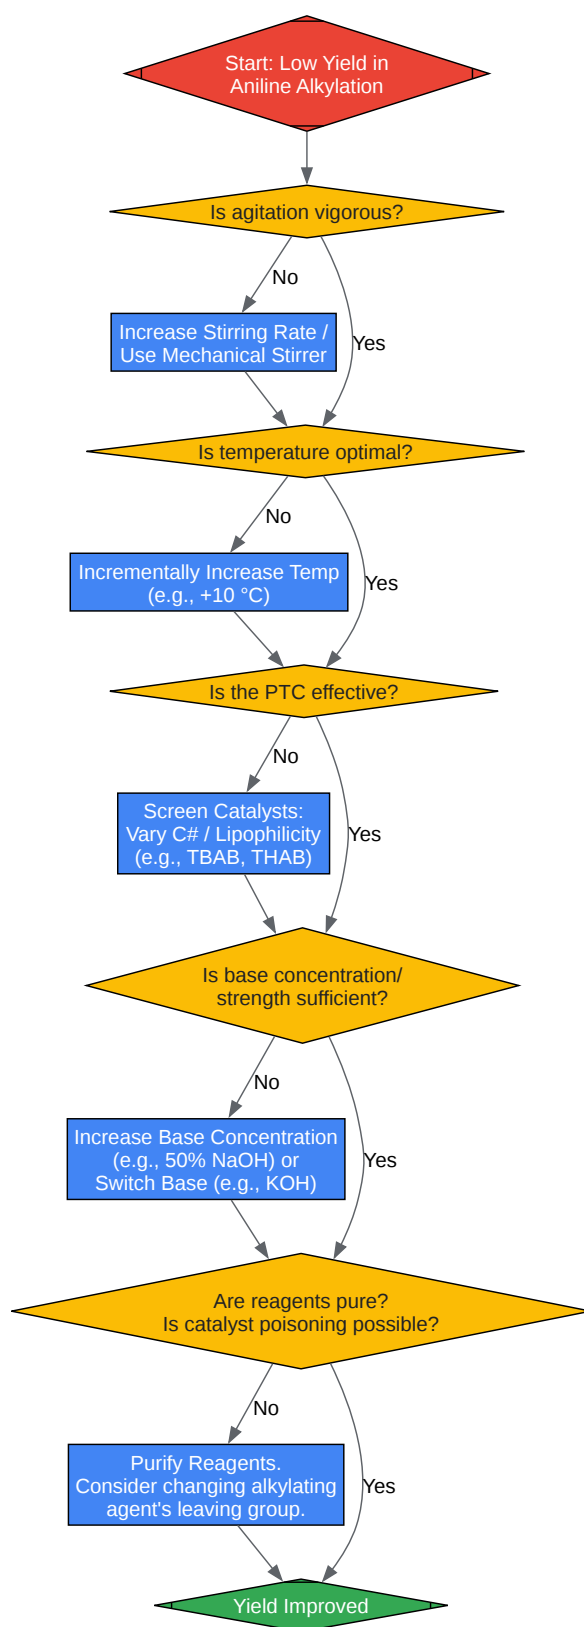 Start: Low Yield in
Aniline Alkylation
Is agitation vigorous?
No
Increase Stirring Rate /
Use Mechanical Stirrer
Yes
Is temperature optimal?
No
Incrementally Increase Temp
(e.g., +10 °C)
Yes
Is the PTC effective?
No
Screen Catalysts:
Vary C# / Lipophilicity
(e.g., TBAB, THAB)
Yes
Is base concentration/
strength sufficient?
No
Increase Base Concentration
(e.g., 50% NaOH) or
Switch Base (e.g., KOH)
Yes
Are reagents pure?
Is catalyst poisoning possible?
No
Purify Reagents.
Consider changing alkylating
agent's leaving group.
Yes
Yield Improved